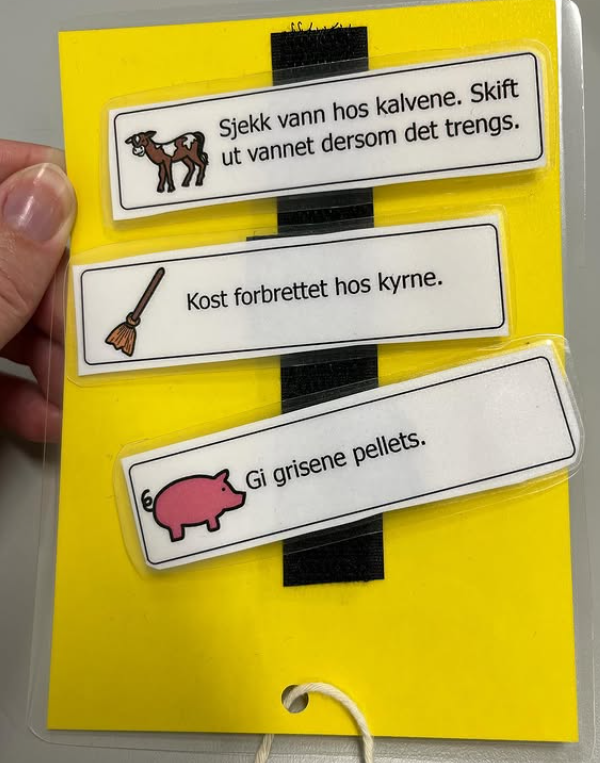 Sjekk vann hos kalvene. Skift
ut vannet dersom det trengs.
Kost forbrettet hos kyrne.
Gi grisene pellets.